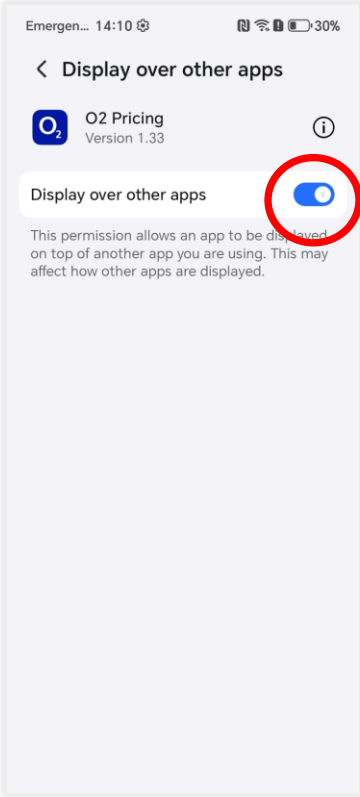 Emergen... 14:10 30%
Display over other apps
O2
O2 Pricing
Version 1.33
Display over other apps
This permission allows an app to be displayed
on top of another app you are using. This may
affect how other apps are displayed.